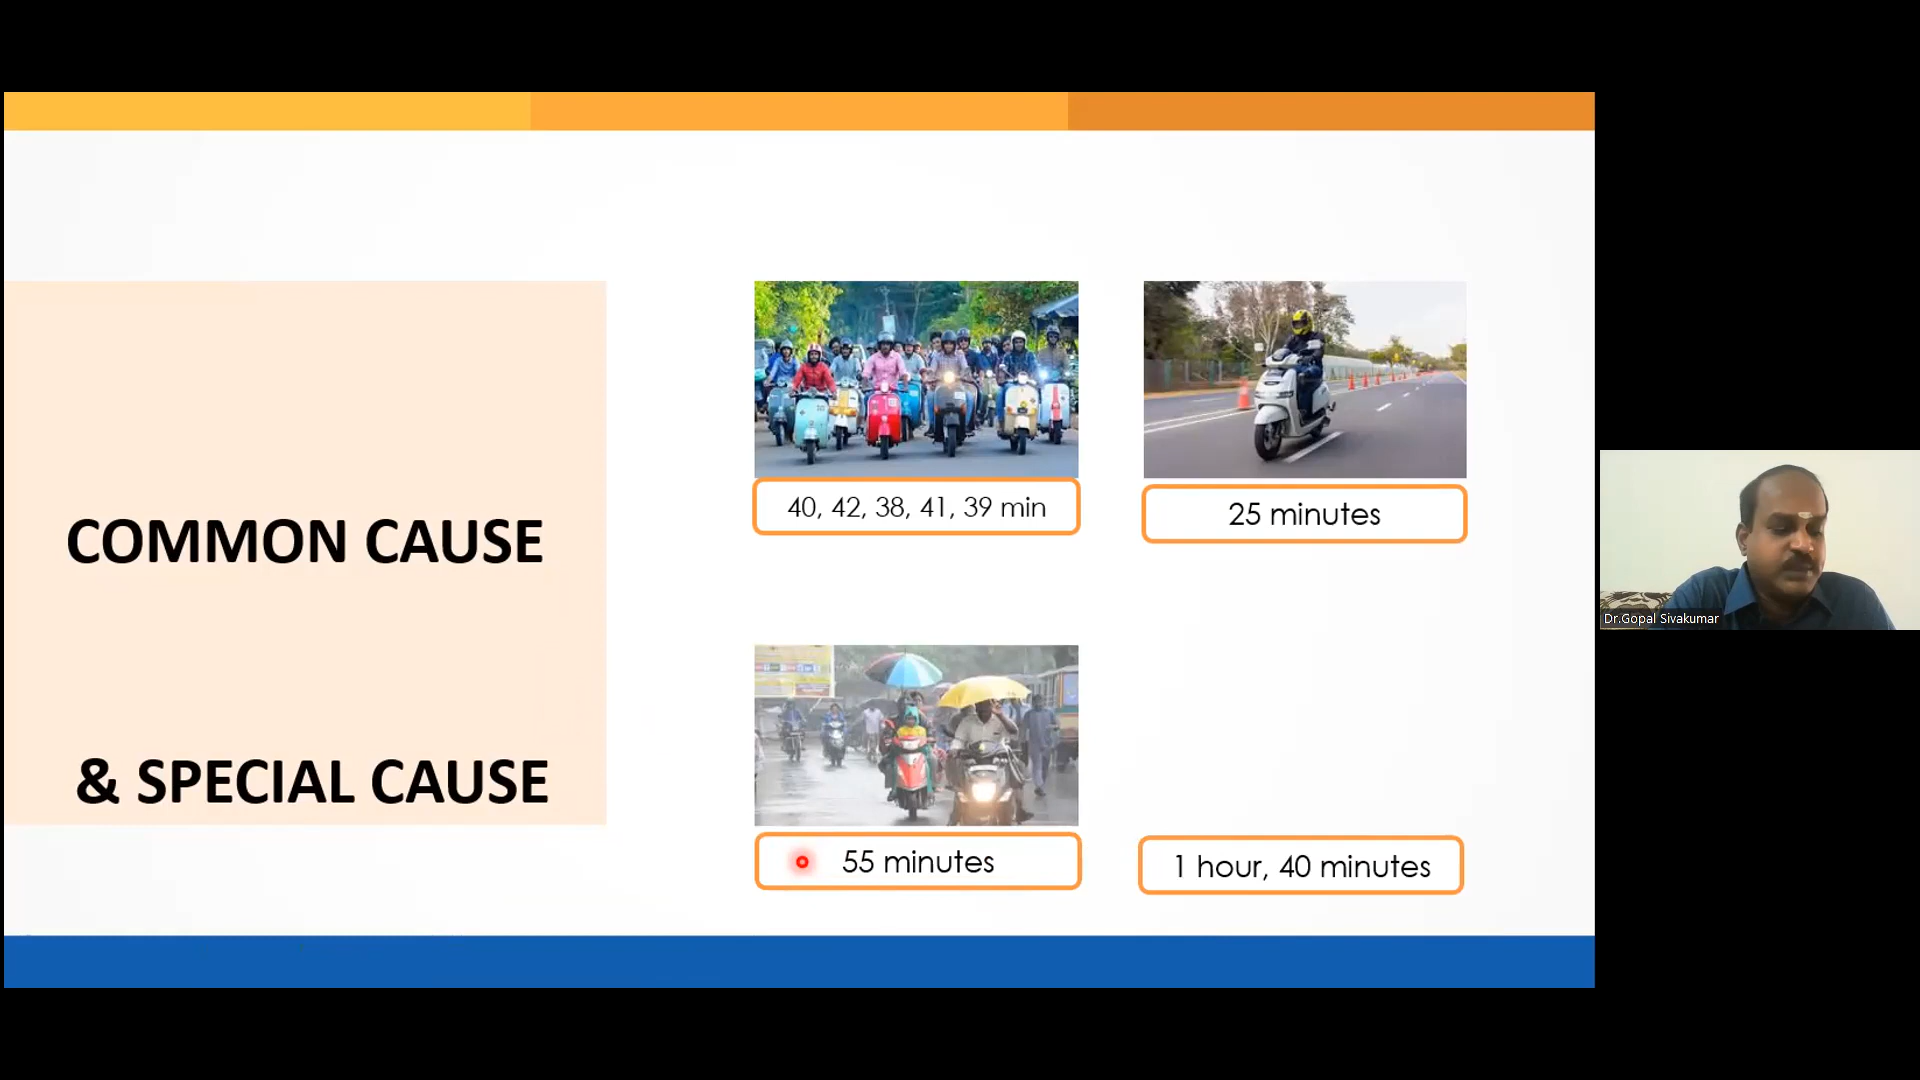 COMMON CAUSE
& SPECIAL CAUSE
40, 42, 38, 41, 39 min
25 minutes
55 minutes
1 hour, 40 minutes
Dr.Gopal Sivakumar